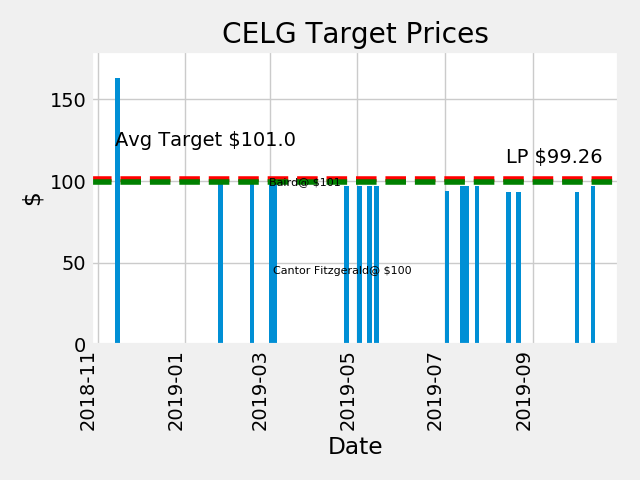 CELG Target Prices
150
Avg Target $101.0
LP $99.26
100
Baird@ $101
$
50
Cantor Fitzgerald@ $100
0
2018-11
2019-01
2019-03
2019-05
2019-07
2019-09
Date